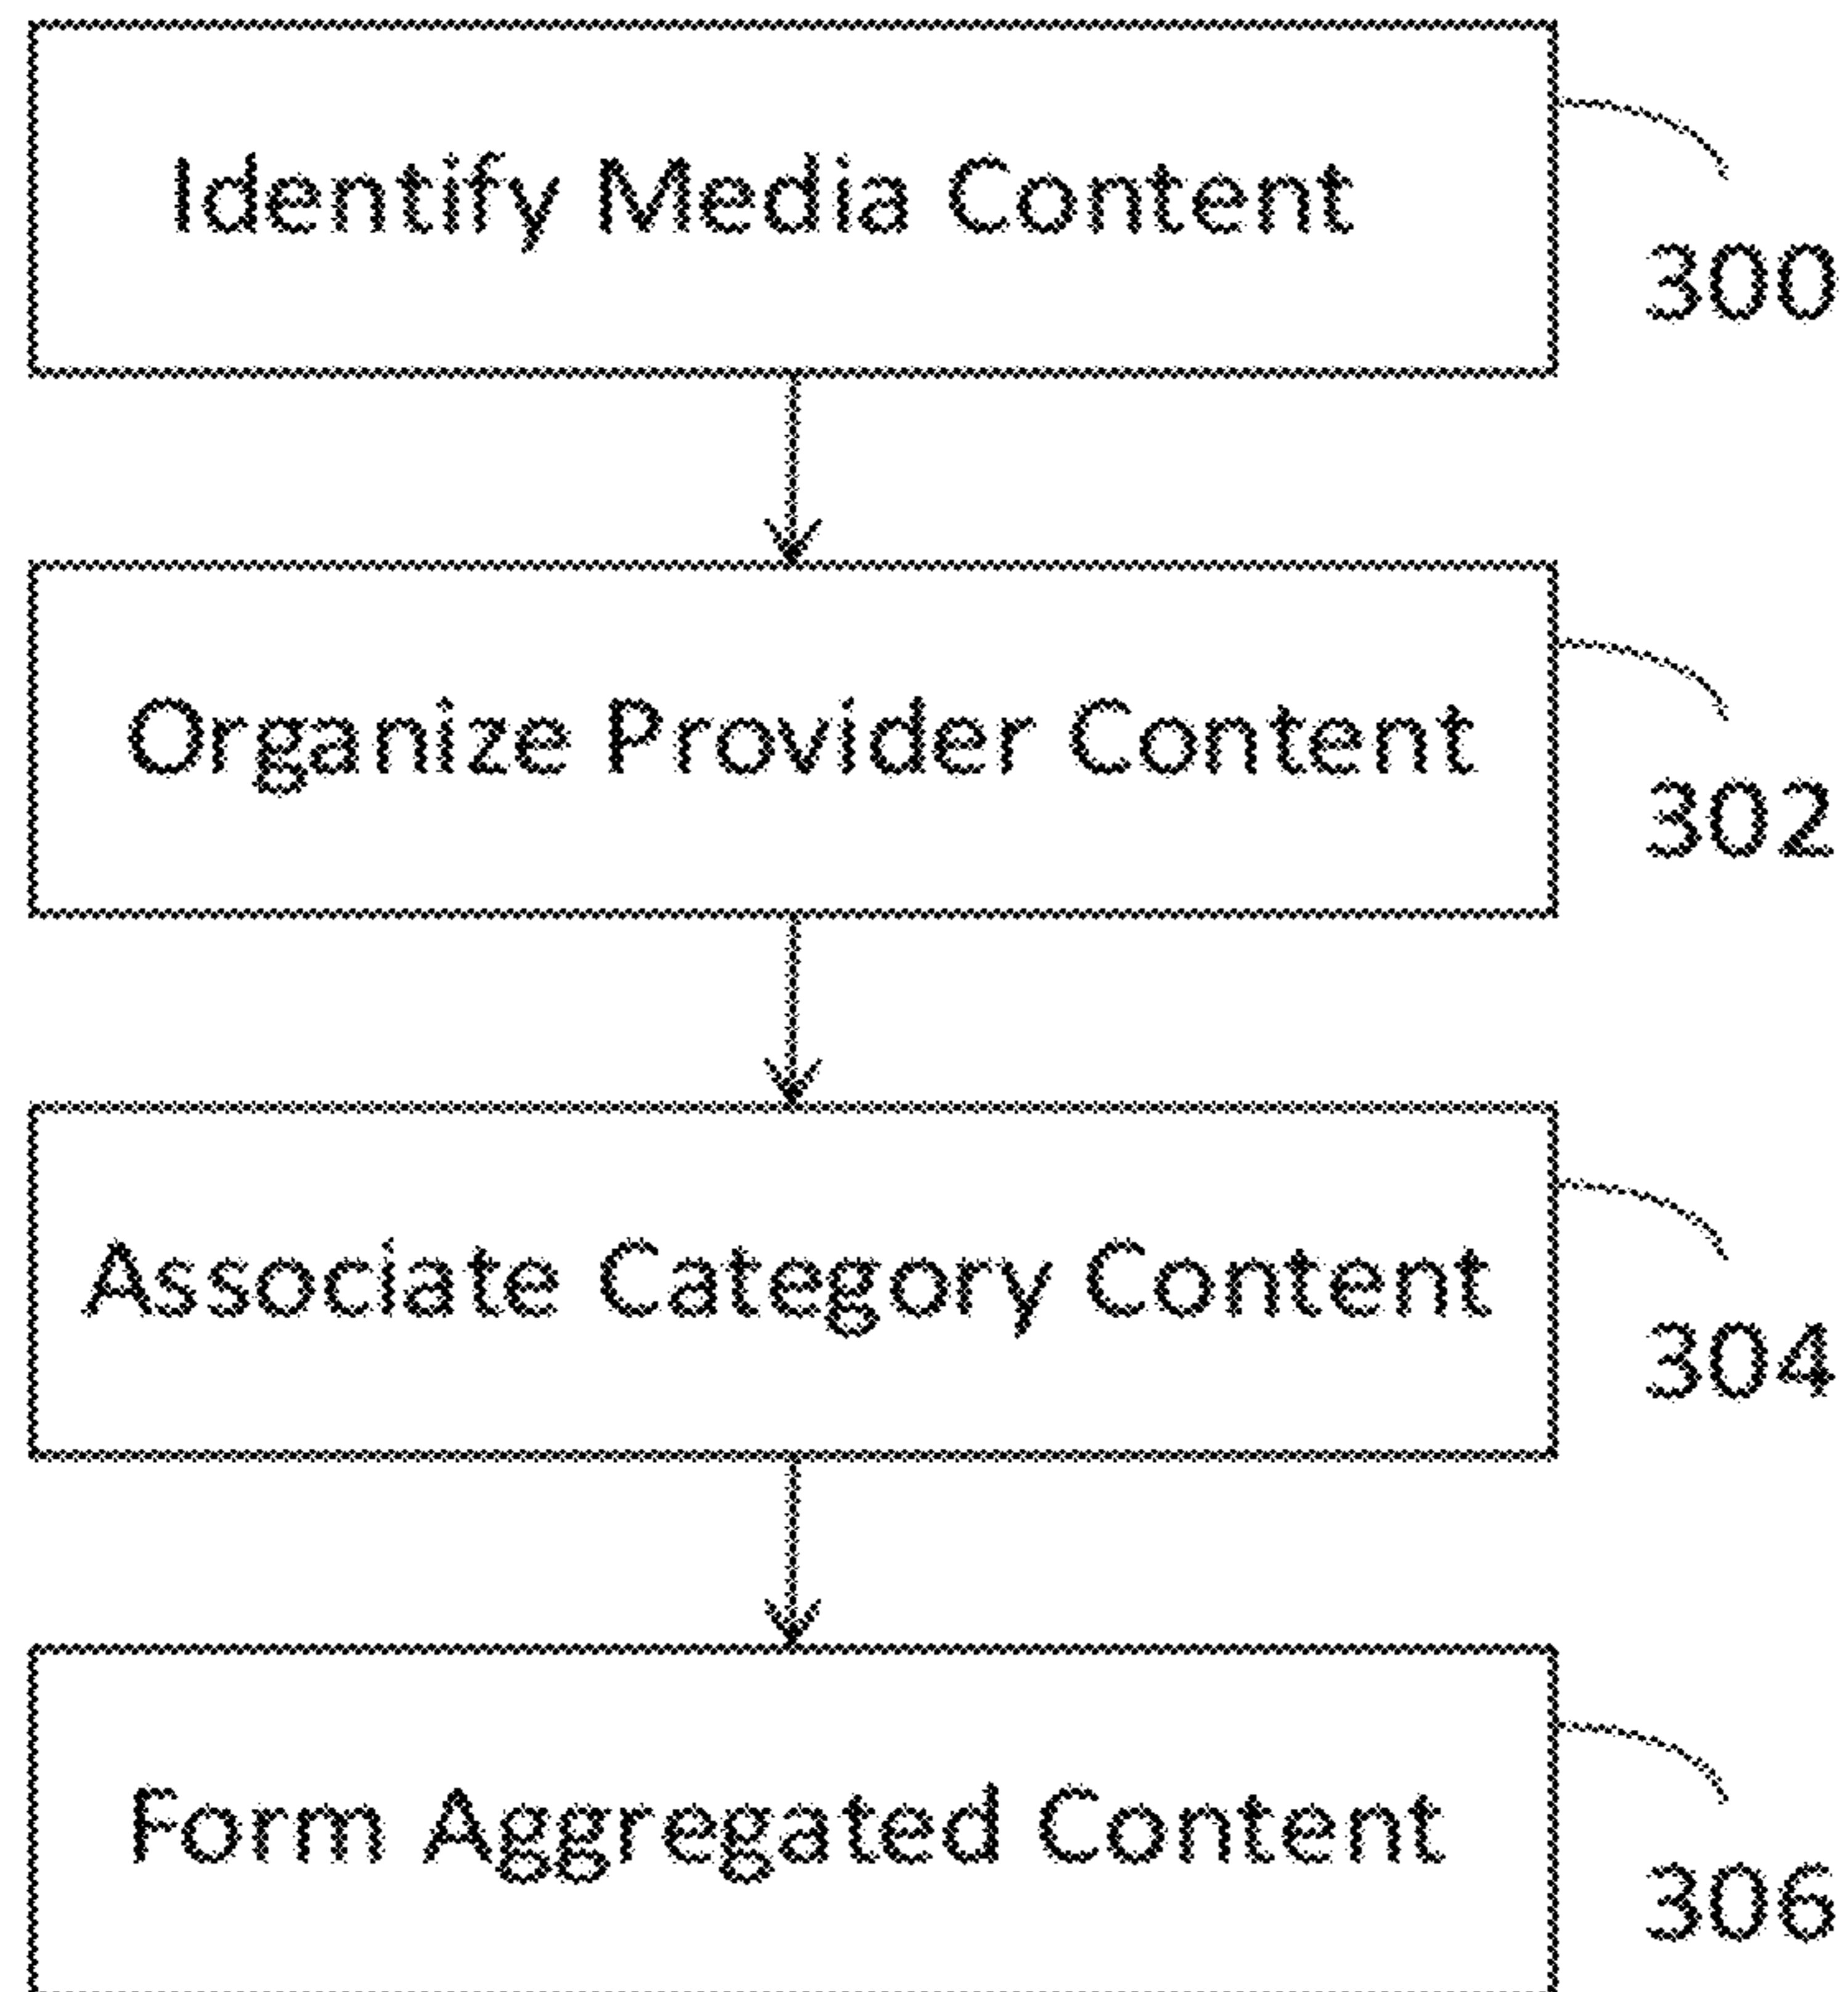 Identify Media Content
300
Organize Provider Content
302
Associate Category Content
304
Form Aggregated Content
306